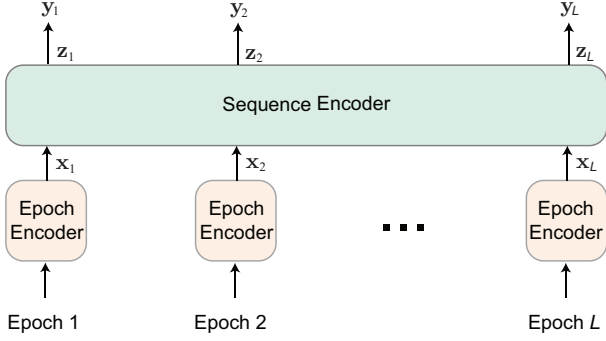 y1 y2 yL
z1 z2 zL
Sequence Encoder
x1 x2 xL
Epoch Encoder
Epoch Encoder
Epoch Encoder
...
Epoch 1 Epoch 2 Epoch L